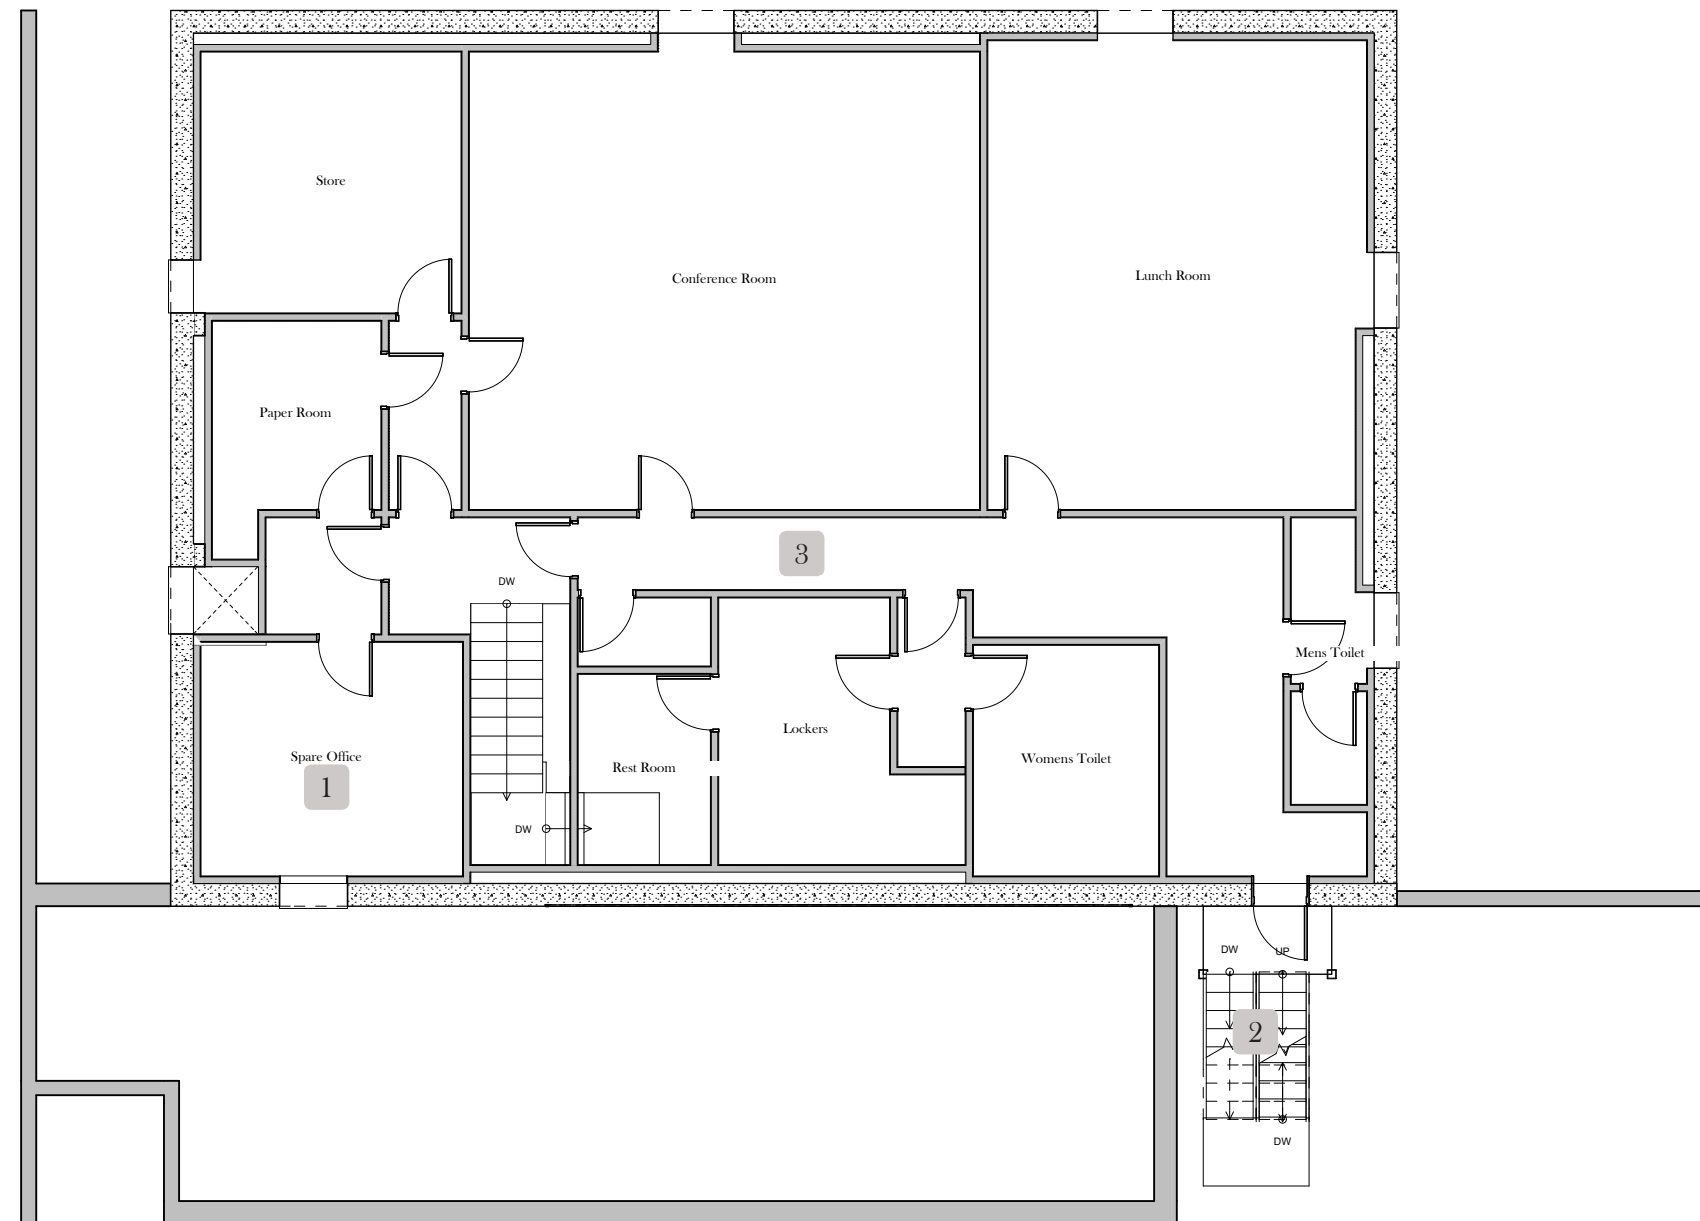 Store
Conference Room
Lunch Room
Paper Room
3
DW
Mens Toilet
Lockers
Spare Office
1
Rest Room
Womens Toilet
DW
DW
UP
2
DW